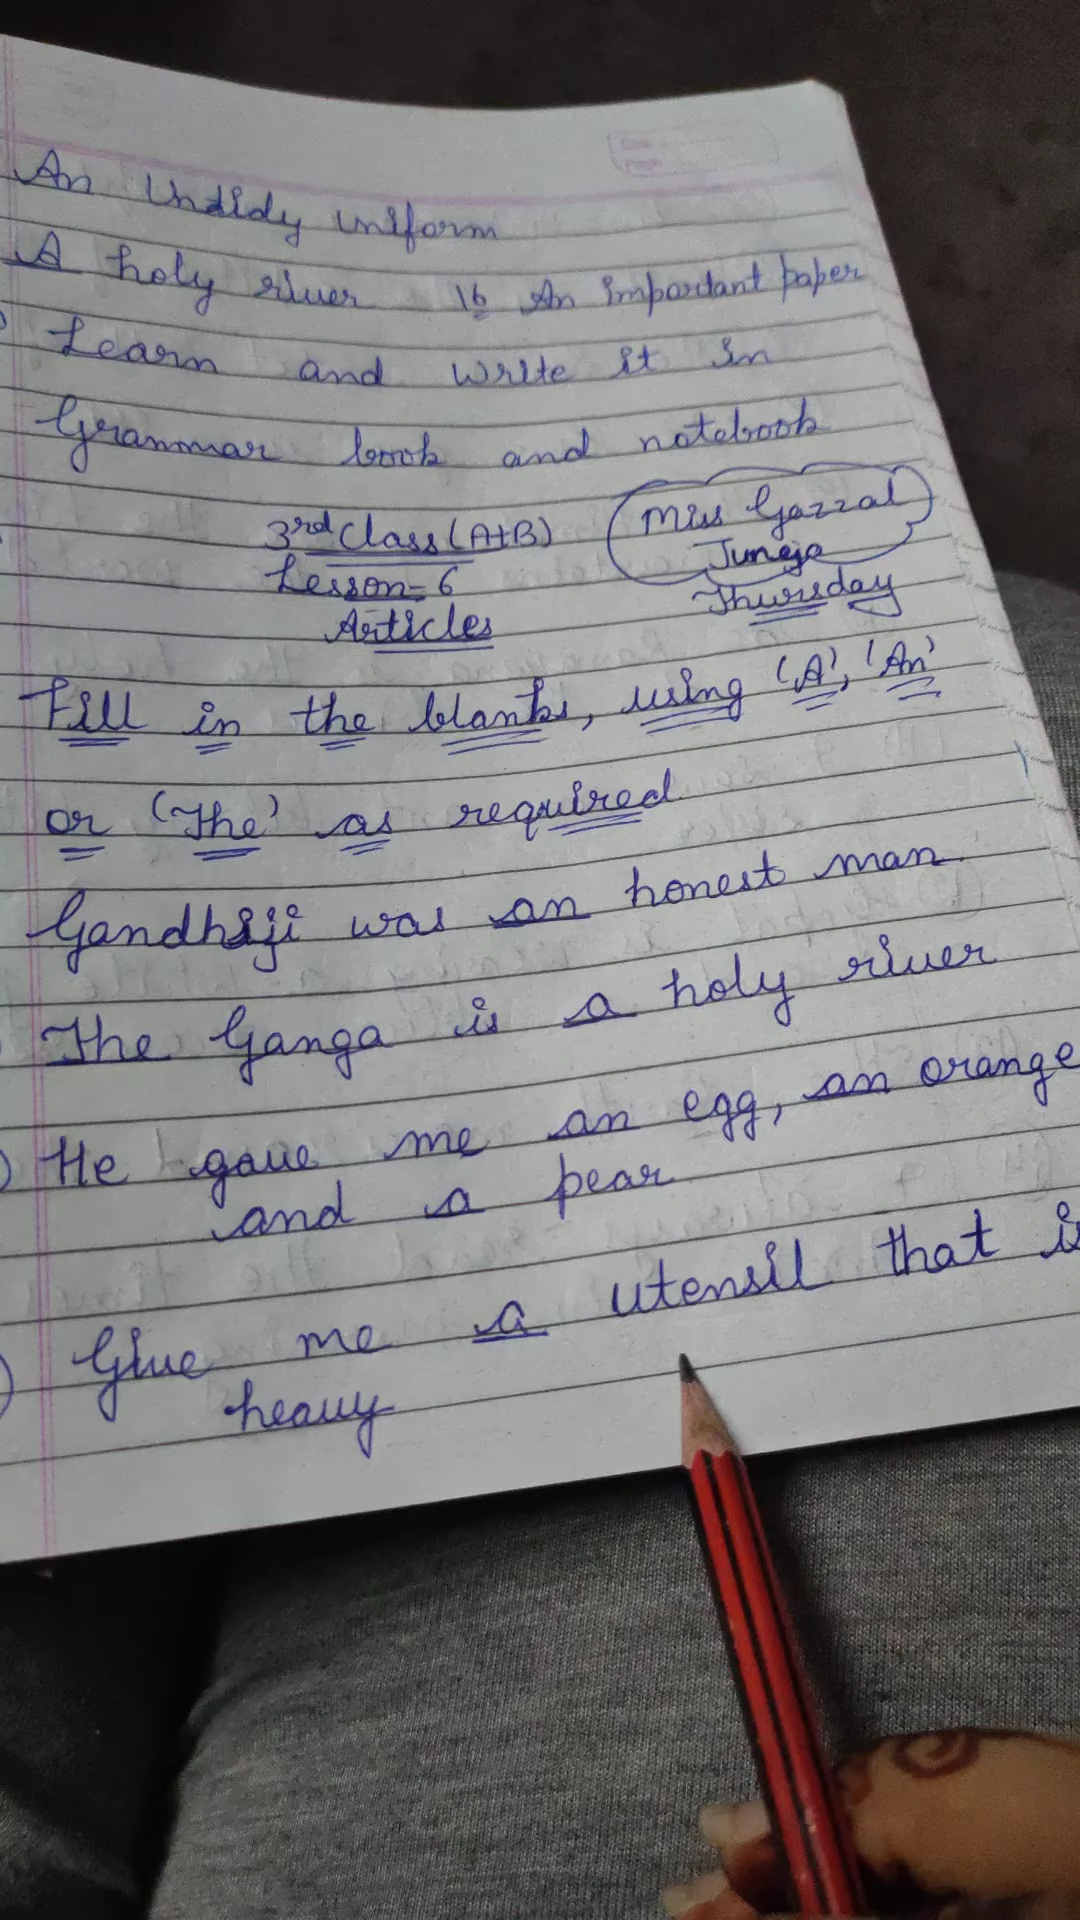 An Untidy uniform
A holy river 16 An Important paper
Learn and write it in
Grammar book and notebook
3rd Class (A+B)
Miss Gazzal
Juneja
Lesson-6
Thursday
Articles
Fill in the blanks, using 'A', 'An'
or 'The' as required
Gandhiji was an honest man
The Ganga is a holy river
) He gave me an egg, an orange
and a pear
) Give me a utensil that is
heavy